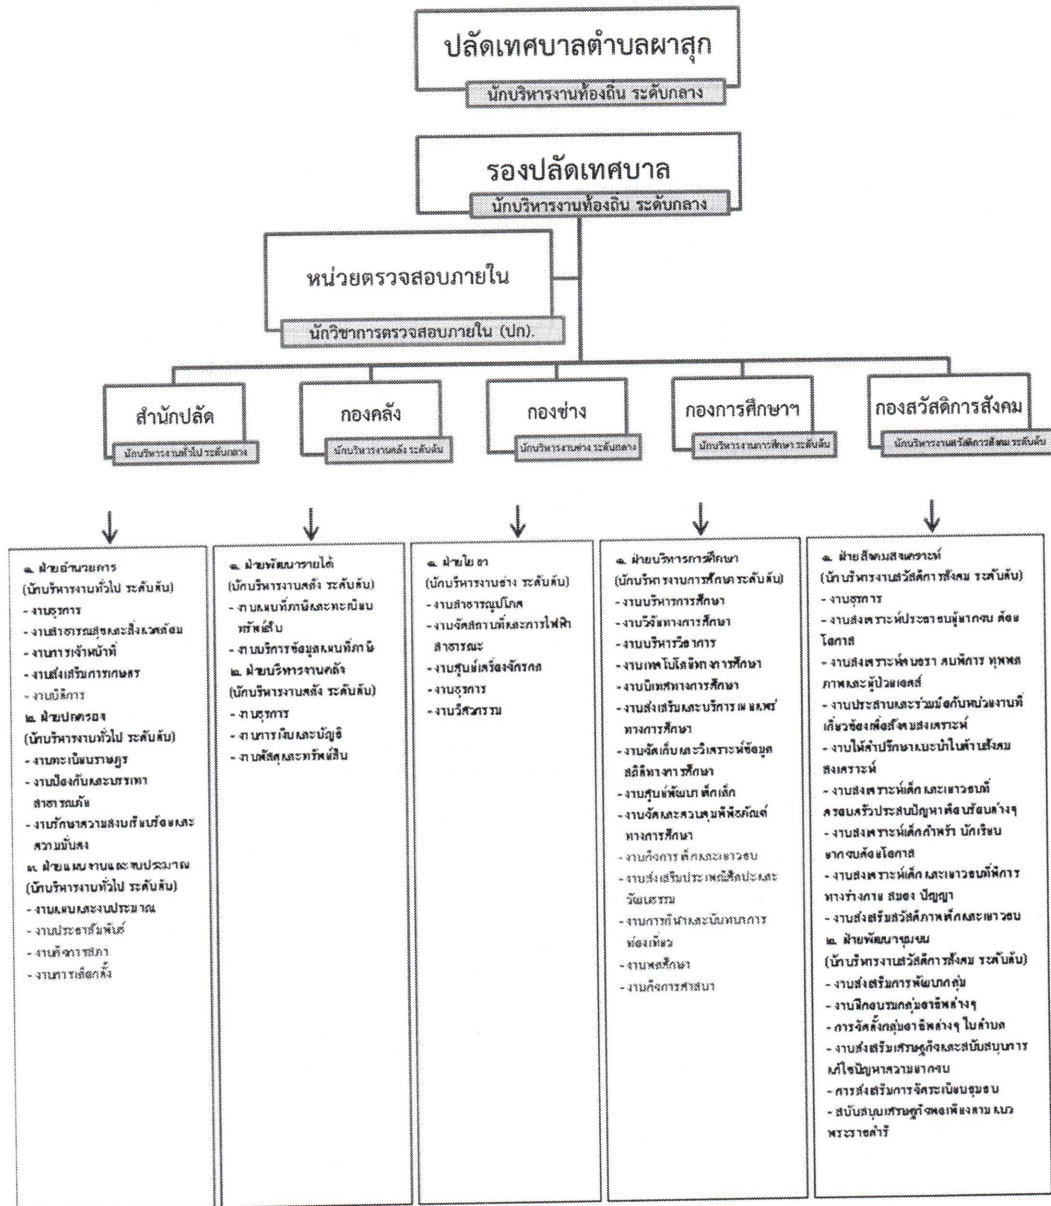 ปลัดเทศบาลตำบลผาสุก
นักบริหารงานท้องถิ่น ระดับกลาง
รองปลัดเทศบาล
นักบริหารงานท้องถิ่น ระดับกลาง
หน่วยตรวจสอบภายใน
นักวิชาการตรวจสอบภายใน (ปก).
สำนักปลัด
นักบริหารงานทั่วไป ระดับกลาง
กองคลัง
นักบริหารงานคลัง ระดับต้น
กองช่าง
นักบริหารงานช่าง ระดับกลาง
กองการศึกษาฯ
นักบริหารงานการศึกษา ระดับต้น
กองสวัสดิการสังคม
นักบริหารงานสวัสดิการสังคม ระดับต้น
๑. ฝ่ายอำนวยการ
(นักบริหารงานทั่วไป ระดับต้น)
- งานธุรการ
- งานสาธารณสุขและสิ่งแวดล้อม
- งานการเจ้าหน้าที่
- งานส่งเสริมการเกษตร
- งานนิติการ
๒. ฝ่ายปกครอง
(นักบริหารงานทั่วไป ระดับต้น)
- งานทะเบียนราษฎร
- งานป้องกันและบรรเทา
สาธารณภัย
- งานรักษาความสงบเรียบร้อยและ
ความมั่นคง
๓. ฝ่ายแผนงานและงบประมาณ
(นักบริหารงานทั่วไป ระดับต้น)
- งานแผนและงบประมาณ
- งานประชาสัมพันธ์
- งานกิจการสภา
- งานการเลือกตั้ง
๑. ฝ่ายพัฒนารายได้
(นักบริหารงานคลัง ระดับต้น)
- งานแผนที่ภาษีและทะเบียน
ทรัพย์สิน
- งานบริการข้อมูลแผนที่ภาษี
๒. ฝ่ายบริหารงานคลัง
(นักบริหารงานคลัง ระดับต้น)
- งานธุรการ
- งานการเงินและบัญชี
- งานพัสดุและทรัพย์สิน
๑. ฝ่ายโยธา
(นักบริหารงานช่าง ระดับต้น)
- งานสาธารณูปโภค
- งานจัดสถานที่และการไฟฟ้า
สาธารณะ
- งานศูนย์เครื่องจักรกล
- งานธุรการ
- งานวิศวกรรม
๑. ฝ่ายบริหารการศึกษา
(นักบริหารงานการศึกษา ระดับต้น)
- งานบริหารการศึกษา
- งานวิจัยทางการศึกษา
- งานบริหารวิชาการ
- งานเทคโนโลยีทางการศึกษา
- งานนิเทศทางการศึกษา
- งานส่งเสริมและบริการเผยแพร่
ทางการศึกษา
- งานจัดเก็บและวิเคราะห์ข้อมูล
สถิติทางการศึกษา
- งานศูนย์พัฒนาเด็กเล็ก
- งานจัดและควบคุมพิพิธภัณฑ์
ทางการศึกษา
- งานกิจการเด็กและเยาวชน
- งานส่งเสริมประเพณีศิลปะและ
วัฒนธรรม
- งานการกีฬาและนันทนาการ
ท่องเที่ยว
- งานพลศึกษา
- งานกิจการศาสนา
๑. ฝ่ายสังคมสงเคราะห์
(นักบริหารงานสวัสดิการสังคม ระดับต้น)
- งานธุรการ
- งานสงเคราะห์ประชาชนผู้ยากจน ด้อย
โอกาส
- งานสงเคราะห์คนชรา คนพิการ ทุพพล
ภาพและผู้ป่วยเอดส์
- งานประสานและร่วมมือกับหน่วยงานที่
เกี่ยวข้องเพื่อสังคมสงเคราะห์
- งานให้คำปรึกษาแนะนำในด้านสังคม
สงเคราะห์
- งานสงเคราะห์เด็กและเยาวชนที่
ครอบครัวประสบปัญหาเดือนร้อนต่างๆ
- งานสงเคราะห์เด็กกำพร้า นักเรียน
ยากจนด้อยโอกาส
- งานสงเคราะห์เด็กและเยาวชนที่พิการ
ทางร่างกาย สมอง ปัญญา
- งานส่งเสริมสวัสดิภาพเด็กและเยาวชน
๒. ฝ่ายพัฒนาชุมชน
(นักบริหารงานสวัสดิการสังคม ระดับต้น)
- งานส่งเสริมการพัฒนากลุ่ม
- งานฝึกอบรมกลุ่มอาชีพต่างๆ
- การจัดตั้งกลุ่มอาชีพต่างๆ ในตำบล
- งานส่งเสริมเศรษฐกิจและสนับสนุนการ
แก้ไขปัญหาความยากจน
- การส่งเสริมการจัดระเบียบชุมชน
- สนับสนุนเศรษฐกิจพอเพียงตามแนว
พระราชดำริ